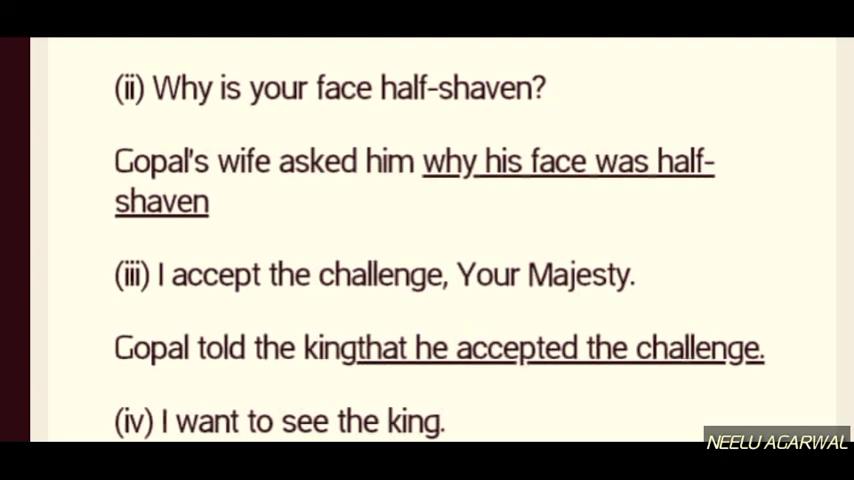 (ii) Why is your face half-shaven?
Gopal's wife asked him why his face was half-
shaven
(iii) I accept the challenge, Your Majesty.
Gopal told the kingthat he accepted the challenge.
(iv) I want to see the king.
NEELU AGARWAL